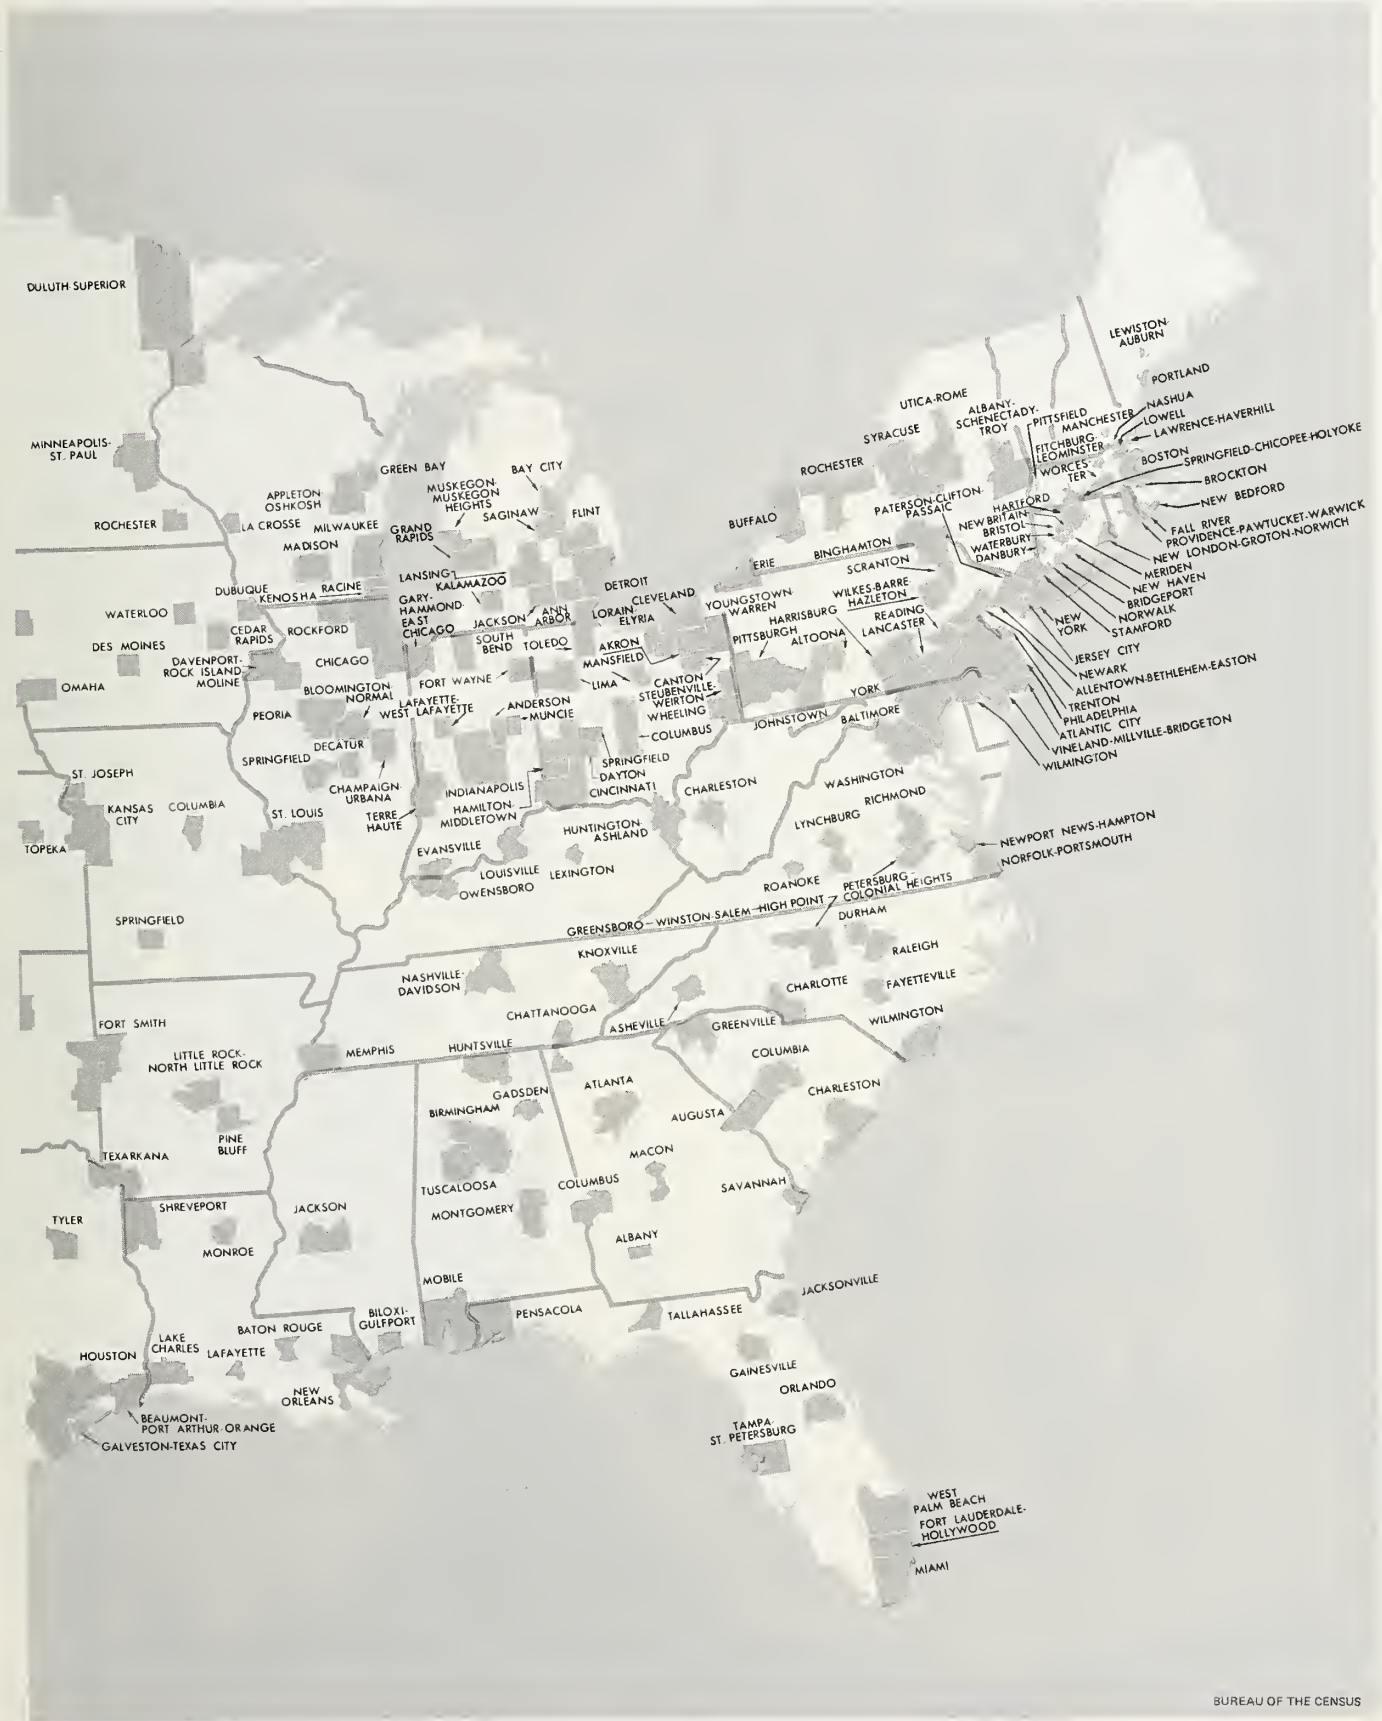 DULUTH-SUPERIOR
LEWISTON-
AUBURN
PORTLAND
UTICA-ROME
ALBANY-
SCHENECTADY-
TROY
PITTSFIELD
MANCHESTER
NASHUA
LOWELL
LAWRENCE-HAVERHILL
FITCHBURG-
LEOMINSTER
WORCES-
TER
BOSTON
SPRINGFIELD-CHICOPEE-HOLYOKE
BROCKTON
NEW BEDFORD
FALL RIVER
PROVIDENCE-PAWTUCKET-WARWICK
NEW LONDON-GROTON-NORWICH
MERIDEN
NEW HAVEN
BRIDGEPORT
NORWALK
STAMFORD
SYRACUSE
ROCHESTER
BUFFALO
PATERSON-CLIFTON-
PASSAIC
HARTFORD
NEW BRITAIN
BRISTOL
WATERBURY
DANBURY
MINNEAPOLIS-
ST. PAUL
ROCHESTER
GREEN BAY
APPLETON
OSHKOSH
LA CROSSE
MILWAUKEE
MADISON
BAY CITY
MUSKEGON-
MUSKEGON
HEIGHTS
SAGINAW
FLINT
GRAND
RAPIDS
LANSING
KALAMAZOO
DETROIT
ERIE
BINGHAMTON
SCRANTON
WILKES-BARRE
HAZLETON
DUBUQUE
KENOSHA
RACINE
GARY-
HAMMOND-
EAST
CHICAGO
JACKSON
ANN
ARBOR
LORAIN-
ELYRIA
CLEVELAND
YOUNGSTOWN
WARREN
HARRISBURG
READING
LANCASTER
PITTSBURGH
ALTOONA
NEW
YORK
JERSEY CITY
NEWARK
ALLENTOWN-BETHLEHEM-EASTON
TRENTON
PHILADELPHIA
ATLANTIC CITY
VINELAND-MILLVILLE-BRIDGETON
WILMINGTON
WATERLOO
CEDAR
RAPIDS
ROCKFORD
DES MOINES
DAVENPORT-
ROCK ISLAND
MOLINE
CHICAGO
SOUTH
BEND
TOLEDO
AKRON
MANSFIELD
OMAHA
BLOOMINGTON-
NORMAL
FORT WAYNE
LIMA
CANTON
STEUBENVILLE-
WEIRTON
WHEELING
YORK
PEORIA
LAFAYETTE-
WEST LAFAYETTE
ANDERSON
MUNCIE
COLUMBUS
JOHNSTOWN
BALTIMORE
SPRINGFIELD
DECATUR
CHAMPAIGN-
URBANA
INDIANAPOLIS
SPRINGFIELD
DAYTON
CINCINNATI
HAMILTON-
MIDDLETOWN
ST. JOSEPH
KANSAS
CITY
COLUMBIA
ST. LOUIS
TERRE
HAUTE
TOPEKA
CHARLESTON
WASHINGTON
RICHMOND
LYNCHBURG
HUNTINGTON-
ASHLAND
EVANSVILLE
LOUISVILLE
LEXINGTON
OWENSBORO
NEWPORT NEWS-HAMPTON
NORFOLK-PORTSMOUTH
ROANOKE
PETERSBURG-
COLONIAL HEIGHTS
SPRINGFIELD
GREENSBORO-WINSTON-SALEM-HIGH POINT
DURHAM
RALEIGH
KNOXVILLE
NASHVILLE-
DAVIDSON
CHARLOTTE
FAYETTEVILLE
CHATTANOOGA
ASHEVILLE
GREENVILLE
WILMINGTON
FORT SMITH
LITTLE ROCK-
NORTH LITTLE ROCK
MEMPHIS
HUNTSVILLE
COLUMBIA
GADSDEN
ATLANTA
CHARLESTON
BIRMINGHAM
AUGUSTA
PINE
BLUFF
TEXARKANA
MACON
TUSCALOOSA
COLUMBUS
SAVANNAH
SHREVEPORT
MONTGOMERY
TYLER
JACKSON
MONROE
ALBANY
MOBILE
JACKSONVILLE
PENSACOLA
TALLAHASSEE
BILOXI-
GULFPORT
BATON ROUGE
LAKE
CHARLES
LAFAYETTE
HOUSTON
GAINESVILLE
NEW
ORLEANS
ORLANDO
BEAUMONT-
PORT ARTHUR-ORANGE
GALVESTON-TEXAS CITY
TAMPA-
ST. PETERSBURG
WEST
PALM BEACH
FORT LAUDERDALE-
HOLLYWOOD
MIAMI
BUREAU OF THE CENSUS